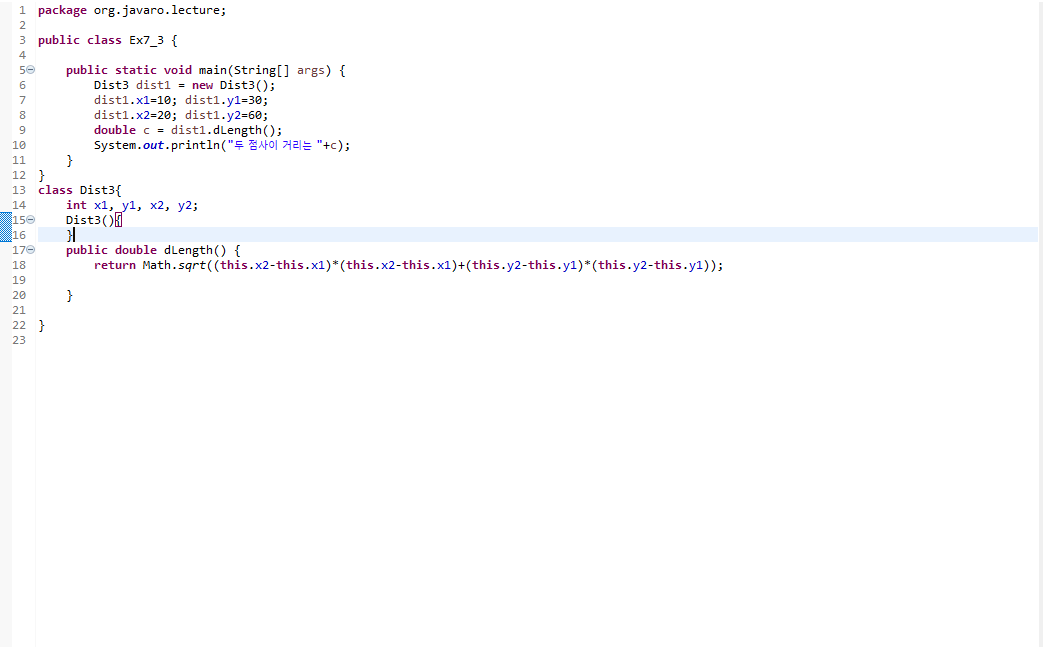 1 package org.javaro.lecture;
2
3 public class Ex7_3 {
4
5 public static void main(String[] args) {
6 Dist3 dist1 = new Dist3();
7 dist1.x1=10; dist1.y1=30;
8 dist1.x2=20; dist1.y2=60;
9 double c = dist1.dLength();
10 System.out.println("두 점사이 거리는 "+c);
11 }
12 }
13 class Dist3{
14 int x1, y1, x2, y2;
15 Dist3(){
16 }
17 public double dLength() {
18 return Math.sqrt((this.x2-this.x1)*(this.x2-this.x1)+(this.y2-this.y1)*(this.y2-this.y1));
19
20 }
21
22 }
23